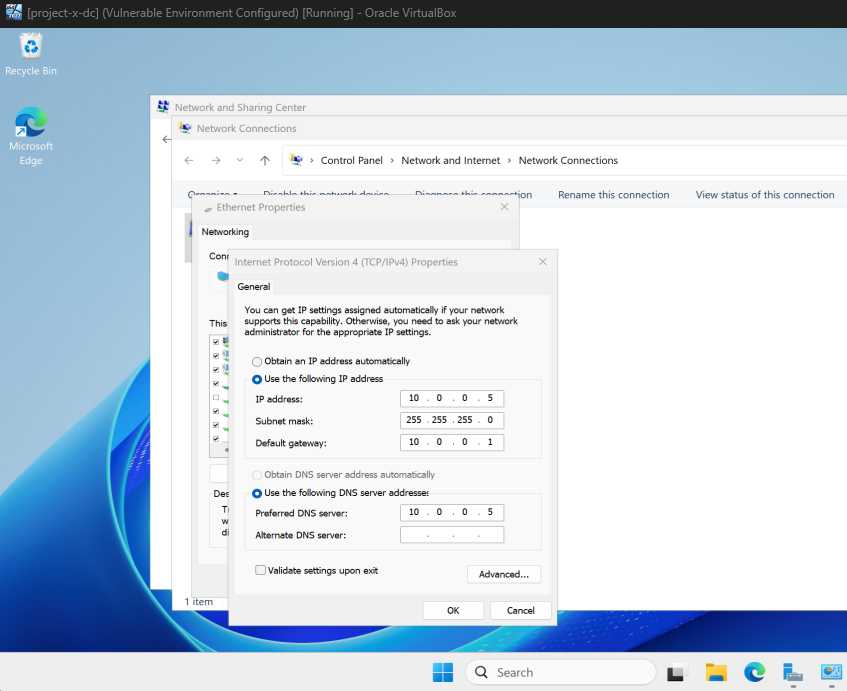 [project-x-dc] (Vulnerable Environment Configured) [Running] - Oracle VirtualBox
Recycle Bin
Microsoft
Edge
Network and Sharing Center
Network Connections
Control Panel › Network and Internet › Network Connections
Organize Disable this network device Diagnose this connection Rename this connection View status of this connection
Ethernet Properties
Networking
Conn
This
Des
Internet Protocol Version 4 (TCP/IPv4) Properties
General
You can get IP settings assigned automatically if your network
supports this capability. Otherwise, you need to ask your network
administrator for the appropriate IP settings.
Obtain an IP address automatically
Use the following IP address
IP address: 10 . 0 . 0 . 5
Subnet mask: 255 . 255 . 255 . 0
Default gateway: 10 . 0 . 0 . 1
Obtain DNS server address automatically
Use the following DNS server addresses:
Preferred DNS server: 10 . 0 . 0 . 5
Alternate DNS server: . . .
Validate settings upon exit
Advanced...
OK Cancel
1 item
Search